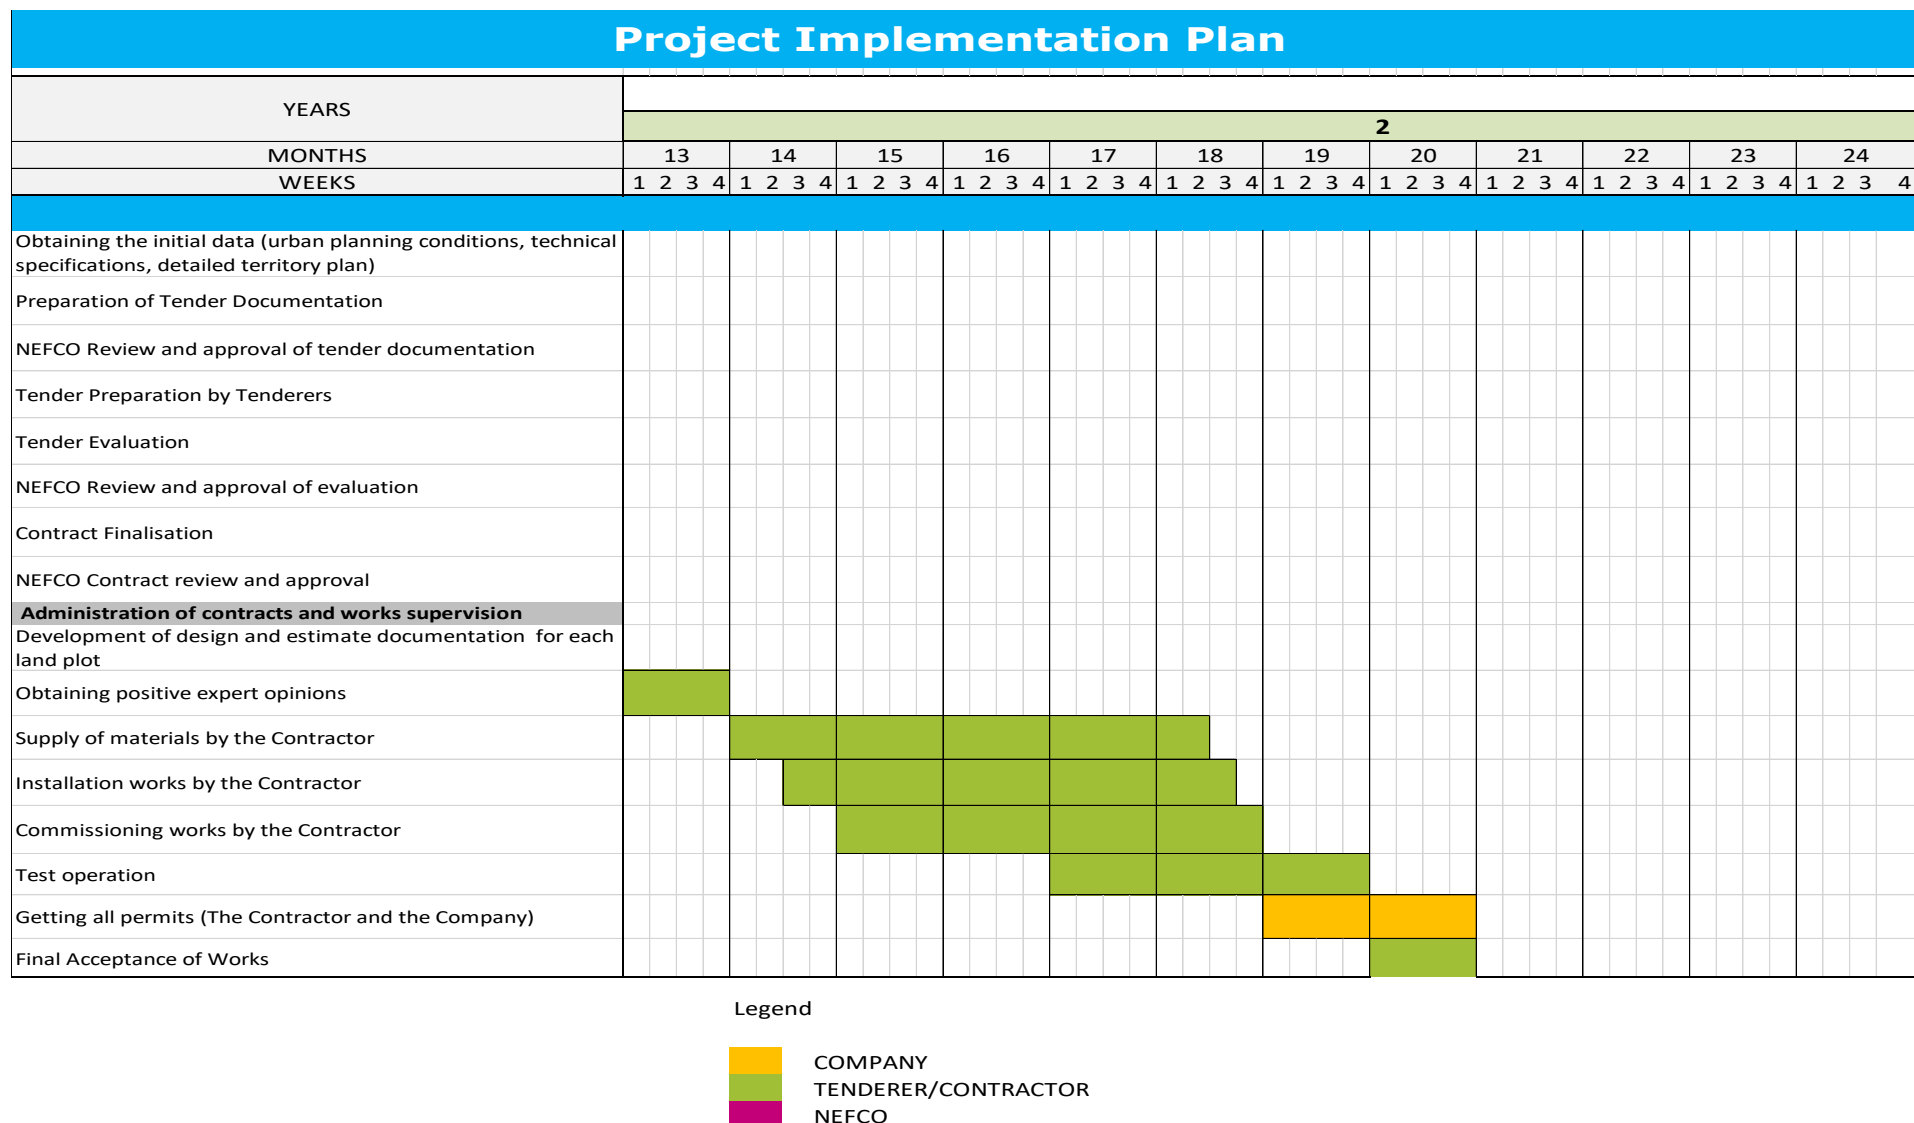 Project Implementation Plan
YEARS
2
MONTHS 13 14 15 16 17 18 19 20 21 22 23 24
WEEKS 1 2 3 4 1 2 3 4 1 2 3 4 1 2 3 4 1 2 3 4 1 2 3 4 1 2 3 4 1 2 3 4 1 2 3 4 1 2 3 4 1 2 3 4 1 2 3 4
Obtaining the initial data (urban planning conditions, technical
specifications, detailed territory plan)
Preparation of Tender Documentation
NEFCO Review and approval of tender documentation
Tender Preparation by Tenderers
Tender Evaluation
NEFCO Review and approval of evaluation
Contract Finalisation
NEFCO Contract review and approval
Administration of contracts and works supervision
Development of design and estimate documentation for each
land plot
Obtaining positive expert opinions
Supply of materials by the Contractor
Installation works by the Contractor
Commissioning works by the Contractor
Test operation
Getting all permits (The Contractor and the Company)
Final Acceptance of Works
Legend
COMPANY
TENDERER/CONTRACTOR
NEFCO